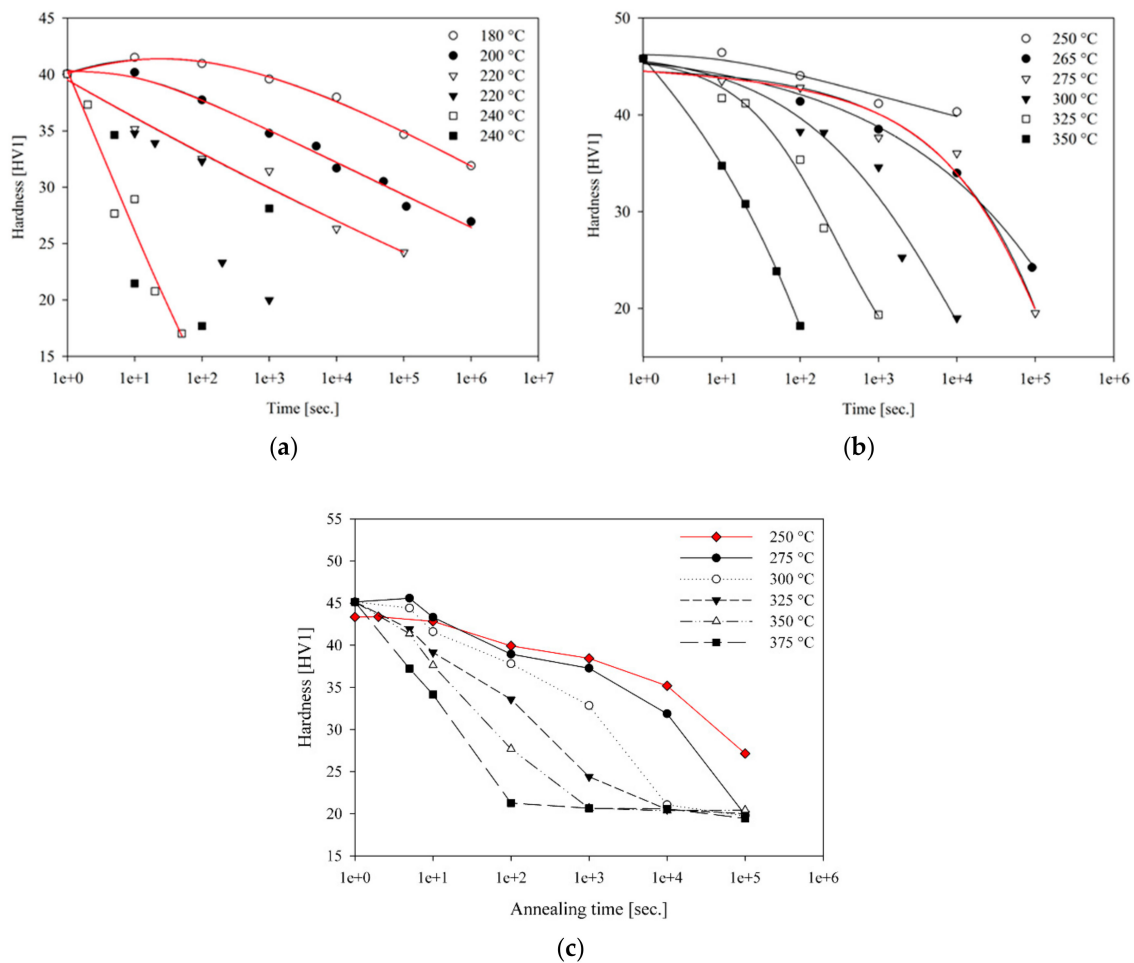 45
40
35
30
25
20
15
Hardness [HV1]
180 °C
200 °C
220 °C
220 °C
240 °C
240 °C
1e+0 1e+1 1e+2 1e+3 1e+4 1e+5 1e+6 1e+7
Time [sec.]
(a)
50
40
30
20
Hardness [HV1]
250 °C
265 °C
275 °C
300 °C
325 °C
350 °C
1e+0 1e+1 1e+2 1e+3 1e+4 1e+5 1e+6
Time [sec.]
(b)
55
50
45
40
35
30
25
20
15
Hardness [HV1]
250 °C
275 °C
300 °C
325 °C
350 °C
375 °C
1e+0 1e+1 1e+2 1e+3 1e+4 1e+5 1e+6
Annealing time [sec.]
(c)